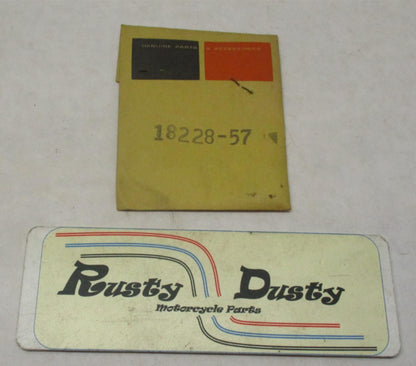 GENUINE PARTS & ACCESSORIES
18228-57
Rusty Dusty
Motorcycle Parts